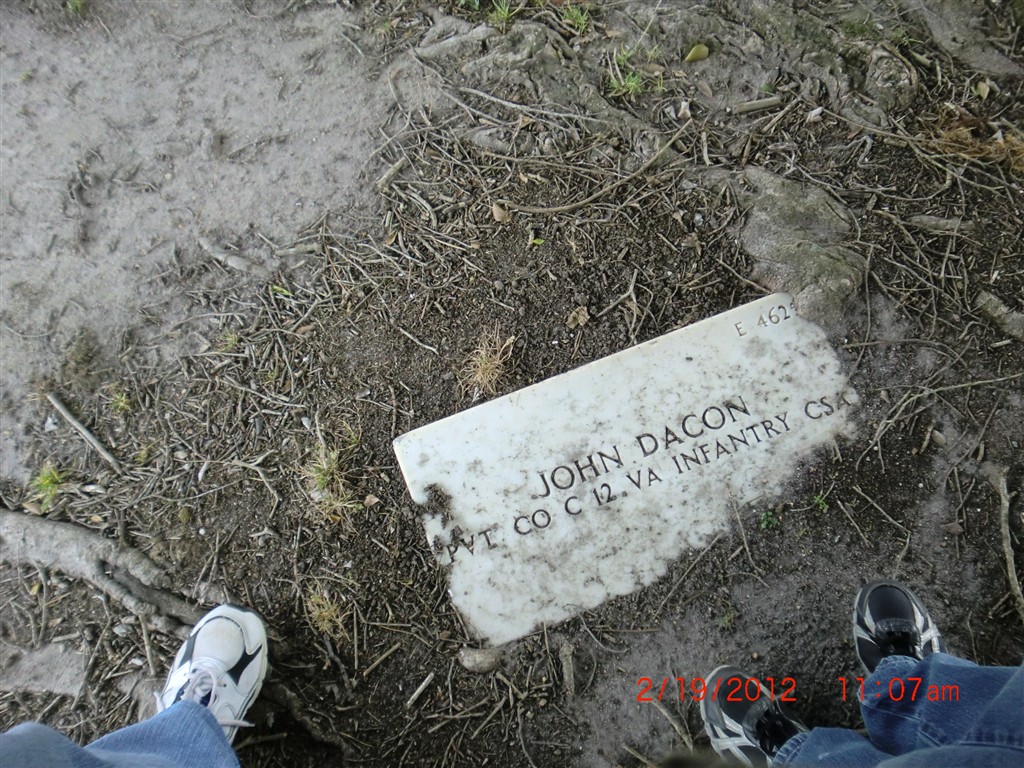 E 462
JOHN DACON
PVT. CO C 12 VA INFANTRY CSA
2/19/2012 11:07am